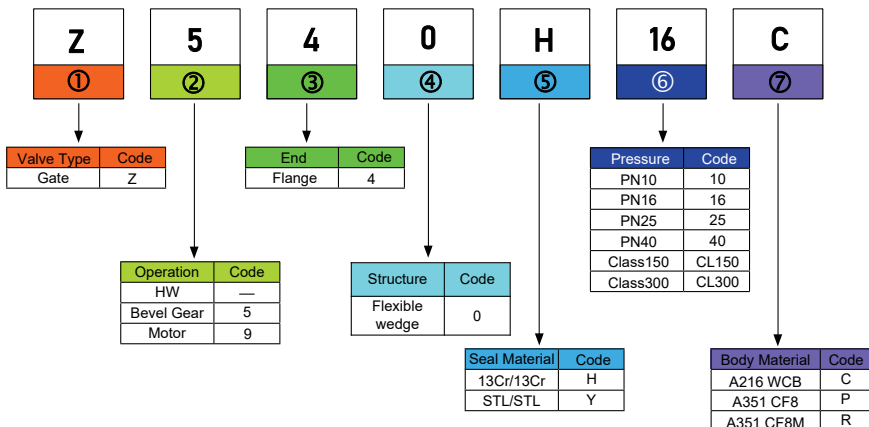 Z 5 4 0 H 16 C
① ② ③ ④ ⑤ ⑥ ⑦
Valve Type Code
Gate Z
End Code
Flange 4
Pressure Code
PN10 10
PN16 16
PN25 25
PN40 40
Class150 CL150
Class300 CL300
Operation Code
HW —
Bevel Gear 5
Motor 9
Structure Code
Flexible
wedge 0
Seal Material Code
13Cr/13Cr H
STL/STL Y
Body Material Code
A216 WCB C
A351 CF8 P
A351 CF8M R